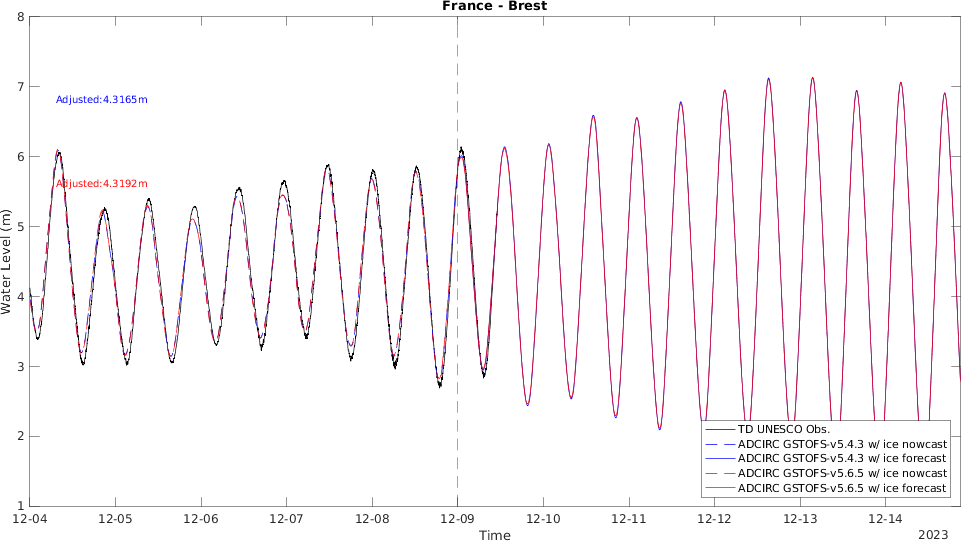 France - Brest
8
7
6
5
4
3
2
1
Water Level (m)
Adjusted:4.3165m
Adjusted:4.3192m
TD UNESCO Obs.
ADCIRC GSTOFS-v5.4.3 w/ ice nowcast
ADCIRC GSTOFS-v5.4.3 w/ ice forecast
ADCIRC GSTOFS-v5.6.5 w/ ice nowcast
ADCIRC GSTOFS-v5.6.5 w/ ice forecast
12-04 12-05 12-06 12-07 12-08 12-09 12-10 12-11 12-12 12-13 12-14
Time
2023